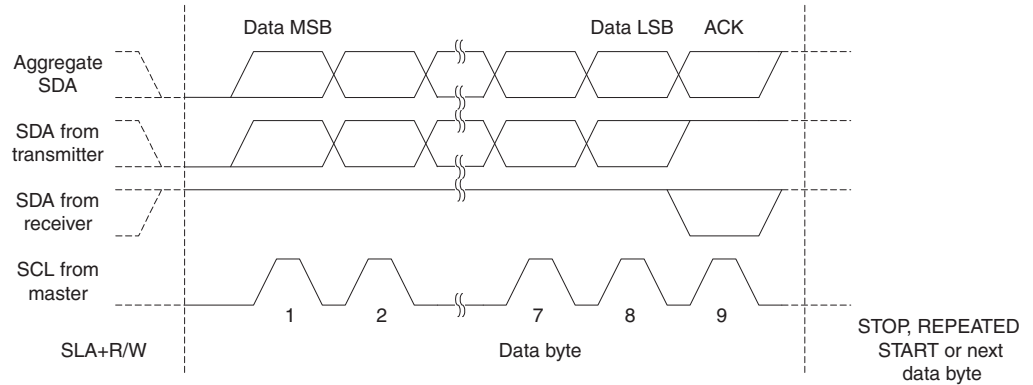 Data MSB
Data LSB
ACK
Aggregate
SDA
SDA from
transmitter
SDA from
receiver
SCL from
master
1
2
7
8
9
SLA+R/W
Data byte
STOP, REPEATED
START or next
data byte